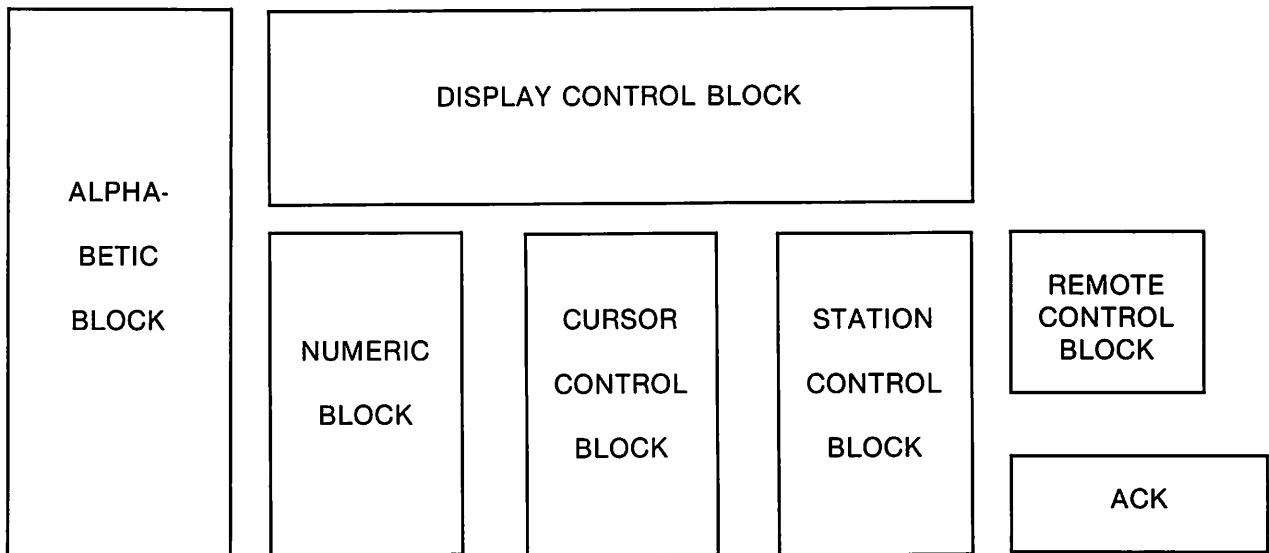 ALPHA-
BETIC
BLOCK
DISPLAY CONTROL BLOCK
NUMERIC
BLOCK
CURSOR
CONTROL
BLOCK
STATION
CONTROL
BLOCK
REMOTE
CONTROL
BLOCK
ACK